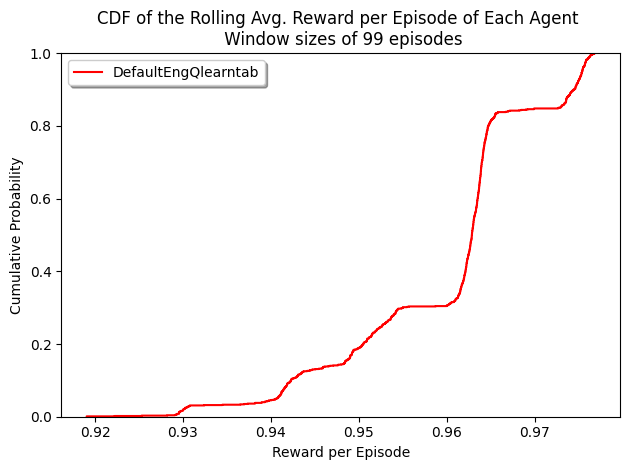 CDF of the Rolling Avg. Reward per Episode of Each Agent
Window sizes of 99 episodes
DefaultEngQlearntab
Cumulative Probability
1.0
0.8
0.6
0.4
0.2
0.0
0.92 0.93 0.94 0.95 0.96 0.97
Reward per Episode